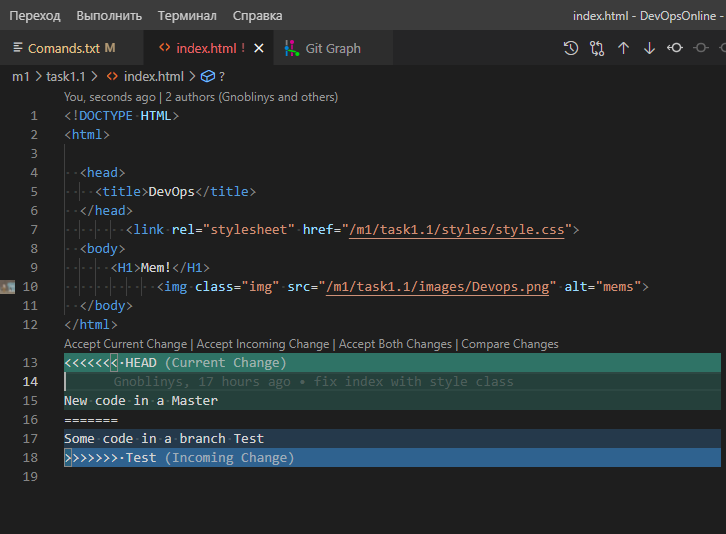 Переход Выполнить Терминал Справка index.html - DevOpsOnline -
Comands.txt M index.html ! Git Graph
m1 > task1.1 > index.html > ?
You, seconds ago | 2 authors (Gnoblinys and others)
1 <!DOCTYPE HTML>
2 <html>
3
4 <head>
5 <title>DevOps</title>
6 </head>
7 <link rel="stylesheet" href="/m1/task1.1/styles/style.css">
8 <body>
9 <H1>Mem!</H1>
10 <img class="img" src="/m1/task1.1/images/Devops.png" alt="mems">
11 </body>
12 </html>
Accept Current Change | Accept Incoming Change | Accept Both Changes | Compare Changes
13 <<<<<<< HEAD (Current Change)
14 Gnoblinys, 17 hours ago • fix index with style class
15 New code in a Master
16 =======
17 Some code in a branch Test
18 >>>>>>> Test (Incoming Change)
19